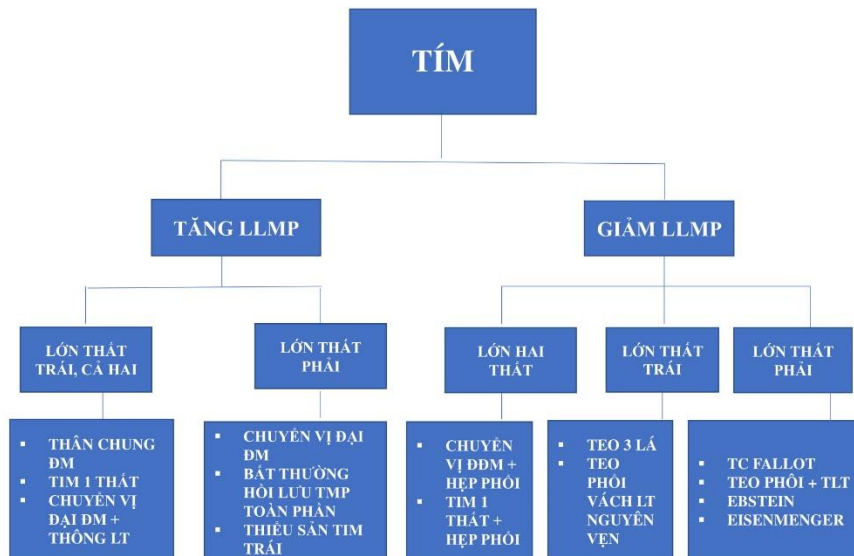 TÍM
TĂNG LLMP
GIẢM LLMP
LỚN THẤT
TRÁI, CẢ HAI
LỚN THẤT
PHẢI
LỚN HAI
THẤT
LỚN THẤT
TRÁI
LỚN THẤT
PHẢI
▪ THÂN CHUNG
ĐM
▪ TIM 1 THẤT
▪ CHUYỂN VỊ
ĐẠI ĐM +
THÔNG LT
▪ CHUYỂN VỊ ĐẠI
ĐM
▪ BẤT THƯỜNG
HỒI LƯU TMP
TOÀN PHẦN
▪ THIỂU SẢN TIM
TRÁI
▪ CHUYỂN
VỊ ĐĐM +
HẸP PHỔI
▪ TIM 1
THẤT +
HẸP PHỔI
▪ TEO 3 LÁ
▪ TEO
PHỔI
VÁCH LT
NGUYÊN
VẸN
▪ TC FALLOT
▪ TEO PHỔI + TLT
▪ EBSTEIN
▪ EISENMENGER